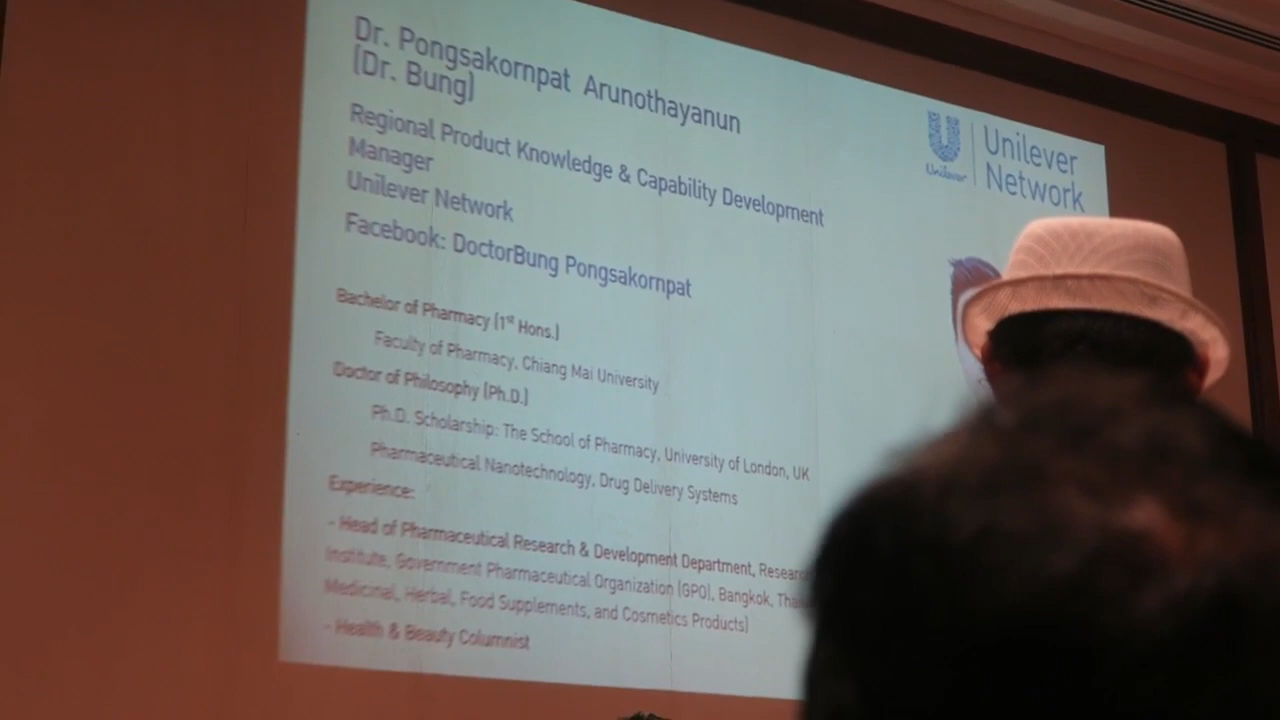 Dr. Pongsakornpat Arunothayanun
(Dr. Bung)
Regional Product Knowledge & Capability Development
Manager
Unilever Network
Facebook: DoctorBung Pongsakornpat
Unilever
Unilever
Network
Bachelor of Pharmacy (1st Hons.)
Faculty of Pharmacy, Chiang Mai University
Doctor of Philosophy (Ph.D.)
Ph.D. Scholarship: The School of Pharmacy, University of London, UK
Pharmaceutical Nanotechnology, Drug Delivery Systems
Experience:
- Head of Pharmaceutical Research & Development Department,
Institute, Government Pharmaceutical Organization (GPO), Bangkok,
Medicinal, Herbal, Food Supplements, and Cosmetics Products)
- Health & Beauty Columnist